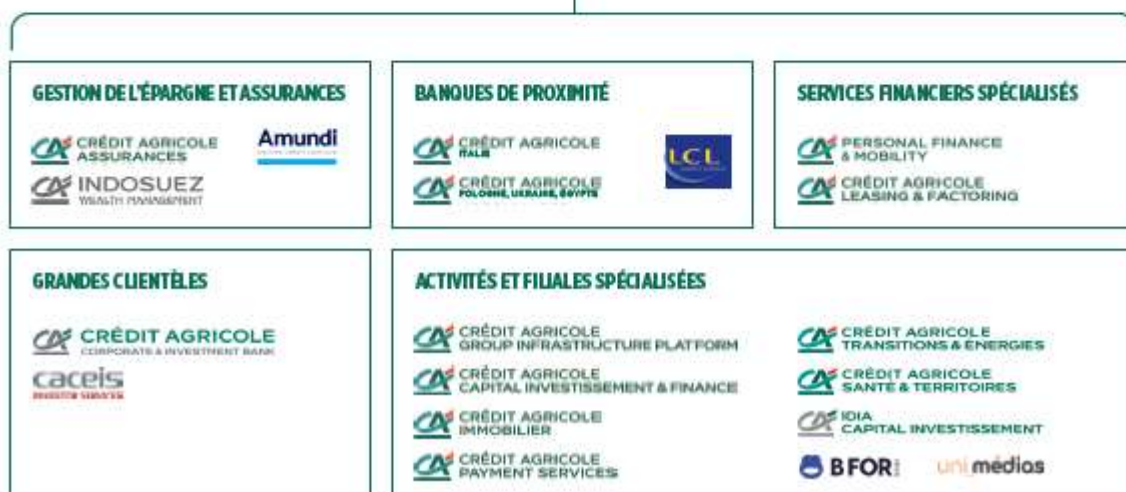 GESTION DE L'ÉPARGNE ET ASSURANCES
CRÉDIT AGRICOLE
ASSURANCES
Amundi
INDOSUEZ
WEALTH MANAGEMENT
BANQUES DE PROXIMITÉ
CRÉDIT AGRICOLE
ITALIE
LCL
CRÉDIT AGRICOLE
POLOGNE, UKRAINE, ÉGYPTE
SERVICES FINANCIERS SPÉCIALISÉS
PERSONAL FINANCE
& MOBILITY
CRÉDIT AGRICOLE
LEASING & FACTORING
GRANDES CLIENTÈLES
CRÉDIT AGRICOLE
CORPORATE & INVESTMENT BANK
caceis
INVESTOR SERVICES
ACTIVITÉS ET FILIALES SPÉCIALISÉES
CRÉDIT AGRICOLE
GROUP INFRASTRUCTURE PLATFORM
CRÉDIT AGRICOLE
CAPITAL INVESTISSEMENT & FINANCE
CRÉDIT AGRICOLE
IMMOBILIER
CRÉDIT AGRICOLE
PAYMENT SERVICES
CRÉDIT AGRICOLE
TRANSITIONS & ÉNERGIES
CRÉDIT AGRICOLE
SANTÉ & TERRITOIRES
IDIA
CAPITAL INVESTISSEMENT
BFOR
uni médias